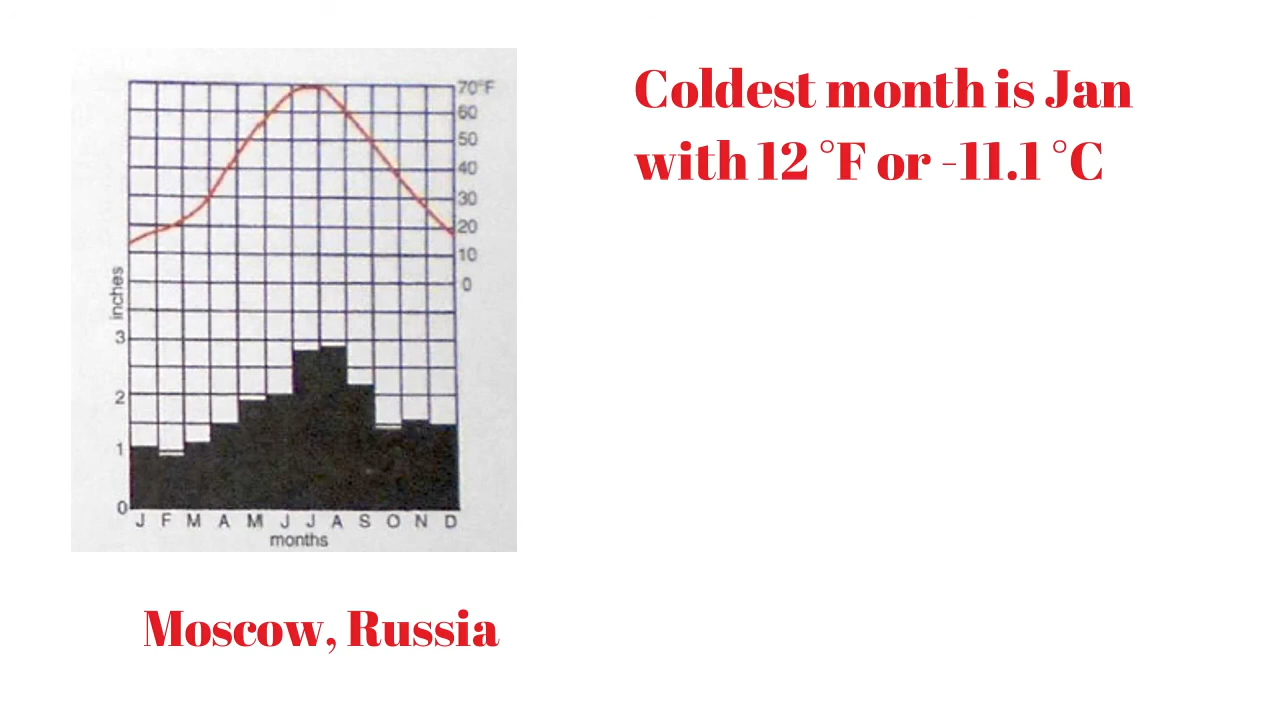 70°F
60
50
40
30
20
10
0
inches
3
2
1
0
J F M A M J J A S O N D
months
Moscow, Russia
Coldest month is Jan
with 12 °F or -11.1 °C